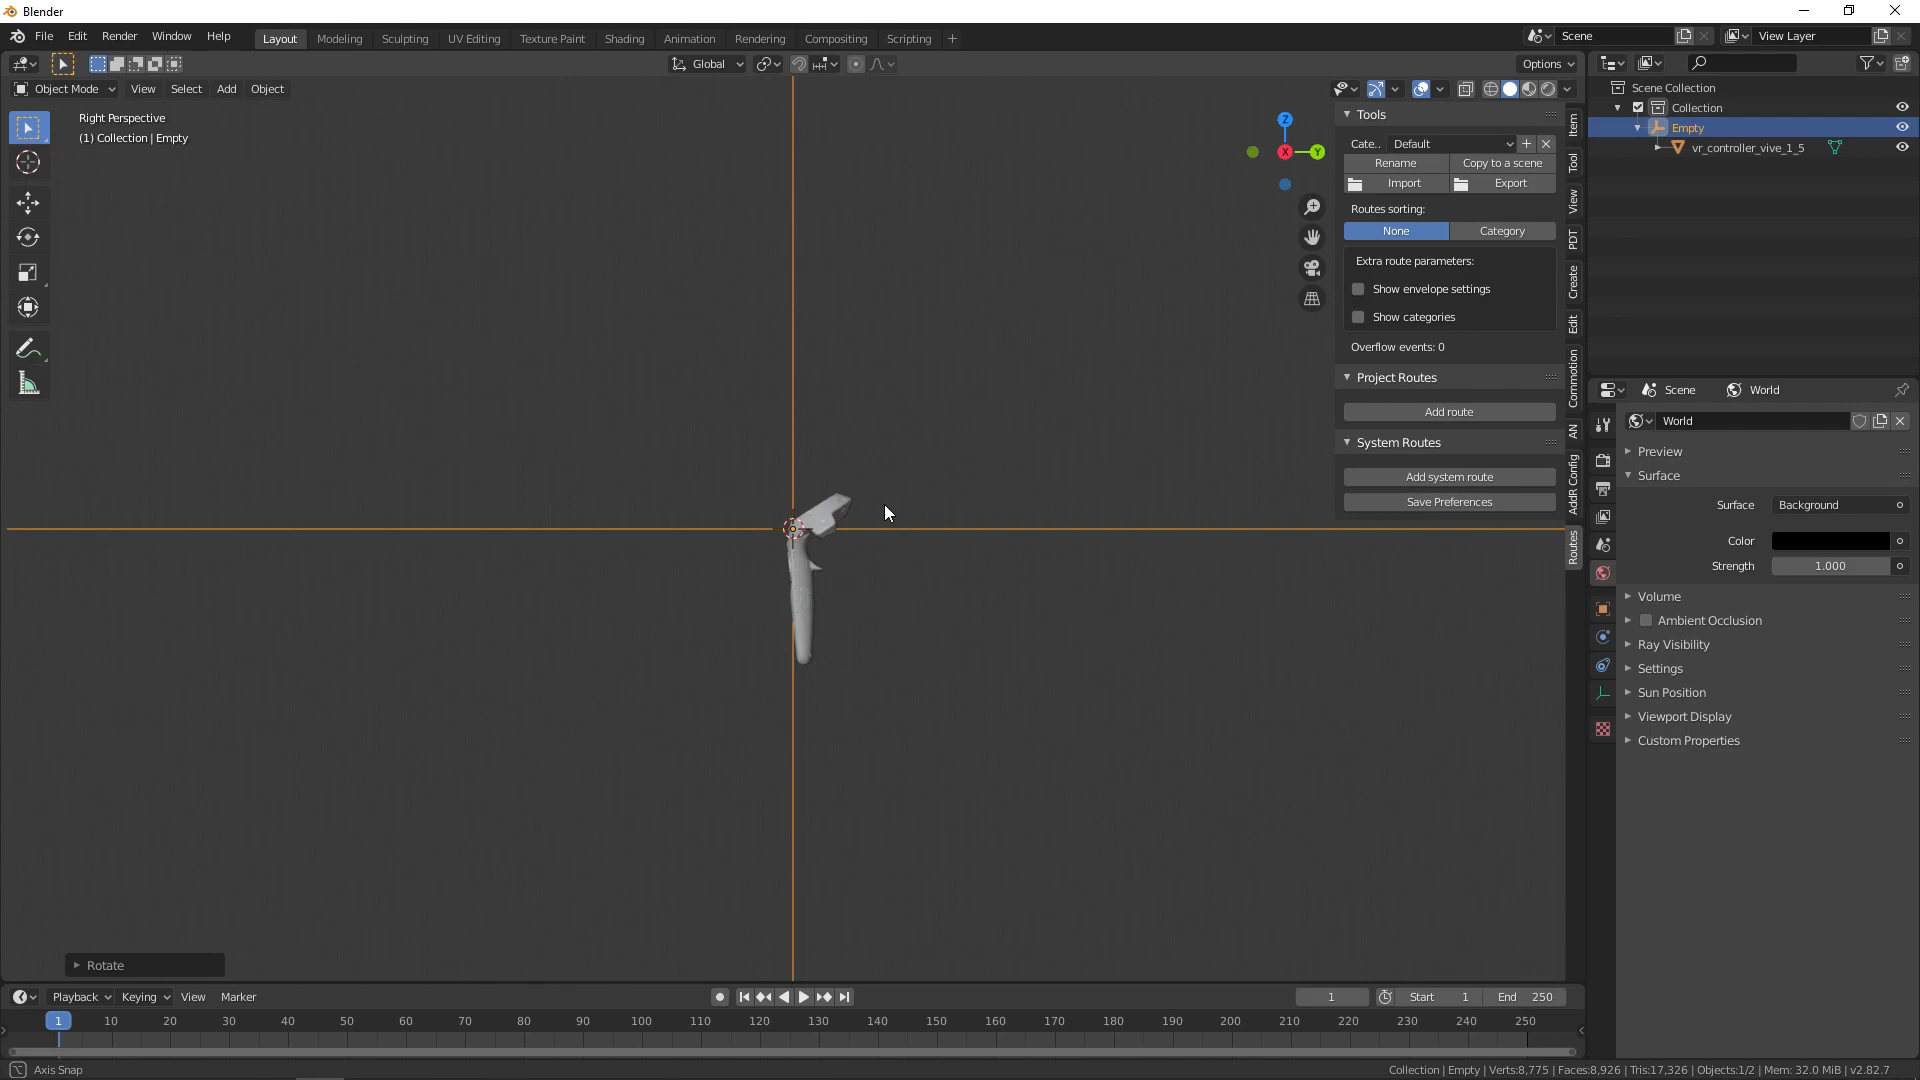 Blender
File Edit Render Window Help
Layout Modeling Sculpting UV Editing Texture Paint Shading Animation Rendering Compositing Scripting +
Scene
View Layer
Global
Options
Object Mode View Select Add Object
Right Perspective
(1) Collection | Empty
Z
X
Y
Tools
Cate.. Default
Rename Copy to a scene
Import Export
Routes sorting:
None Category
Extra route parameters:
Show envelope settings
Show categories
Overflow events: 0
Project Routes
Add route
System Routes
Add system route
Save Preferences
Item
Tool
View
PDT
Create
Edit
Commotion
AN
AddR Config
Routes
Scene Collection
Collection
Empty
vr_controller_vive_1_5
Scene World
World
Preview
Surface
Surface Background
Color
Strength 1.000
Volume
Ambient Occlusion
Ray Visibility
Settings
Sun Position
Viewport Display
Custom Properties
Rotate
Playback Keying View Marker
1 Start 1 End 250
1 10 20 30 40 50 60 70 80 90 100 110 120 130 140 150 160 170 180 190 200 210 220 230 240 250
Axis Snap
Collection | Empty | Verts:8,775 | Faces:8,926 | Tris:17,326 | Objects:1/2 | Mem: 32.0 MiB | v2.82.7